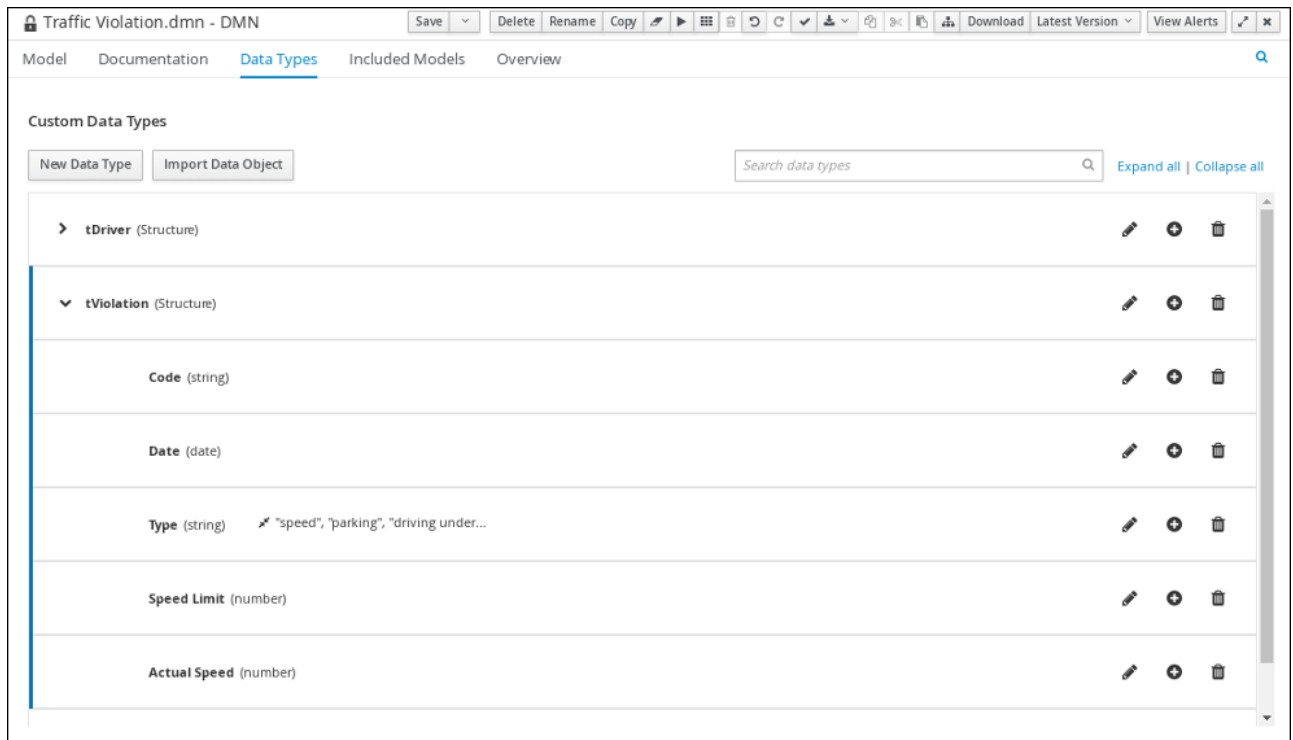 Traffic Violation.dmn - DMN Save Delete Rename Copy Download Latest Version View Alerts
Model Documentation Data Types Included Models Overview
Custom Data Types
New Data Type Import Data Object Search data types Expand all | Collapse all
tDriver (Structure)
tViolation (Structure)
Code (string)
Date (date)
Type (string) "speed", "parking", "driving under...
Speed Limit (number)
Actual Speed (number)